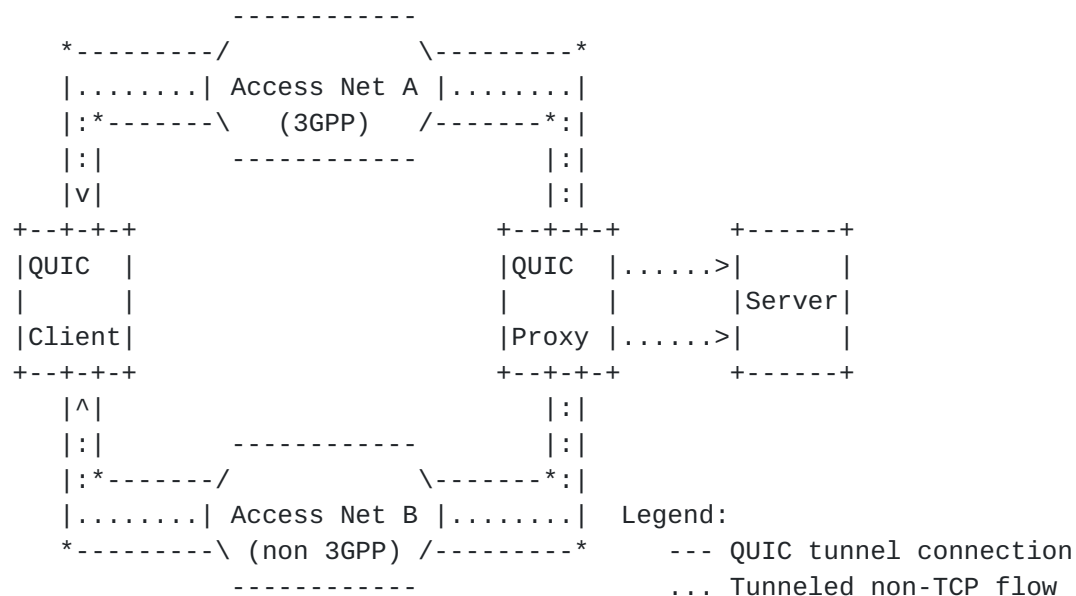 ------------
   *---------/            \---------*
   |........| Access Net A |........|
   |:*-------\   (3GPP)   /-------*:|
   |:|        ------------        |:|
   |v|                            |:|
+--+-+-+                       +--+-+-+       +------+
|QUIC  |                       |QUIC  |......>|      |
|      |                       |      |       |Server|
|Client|                       |Proxy |......>|      |
+--+-+-+                       +--+-+-+       +------+
   |^|                            |:|
   |:|        ------------        |:|
   |:*-------/            \-------*:|
   |........| Access Net B |........|  Legend:
   *---------\ (non 3GPP) /---------*     --- QUIC tunnel connection
              ------------                ... Tunneled non-TCP flow